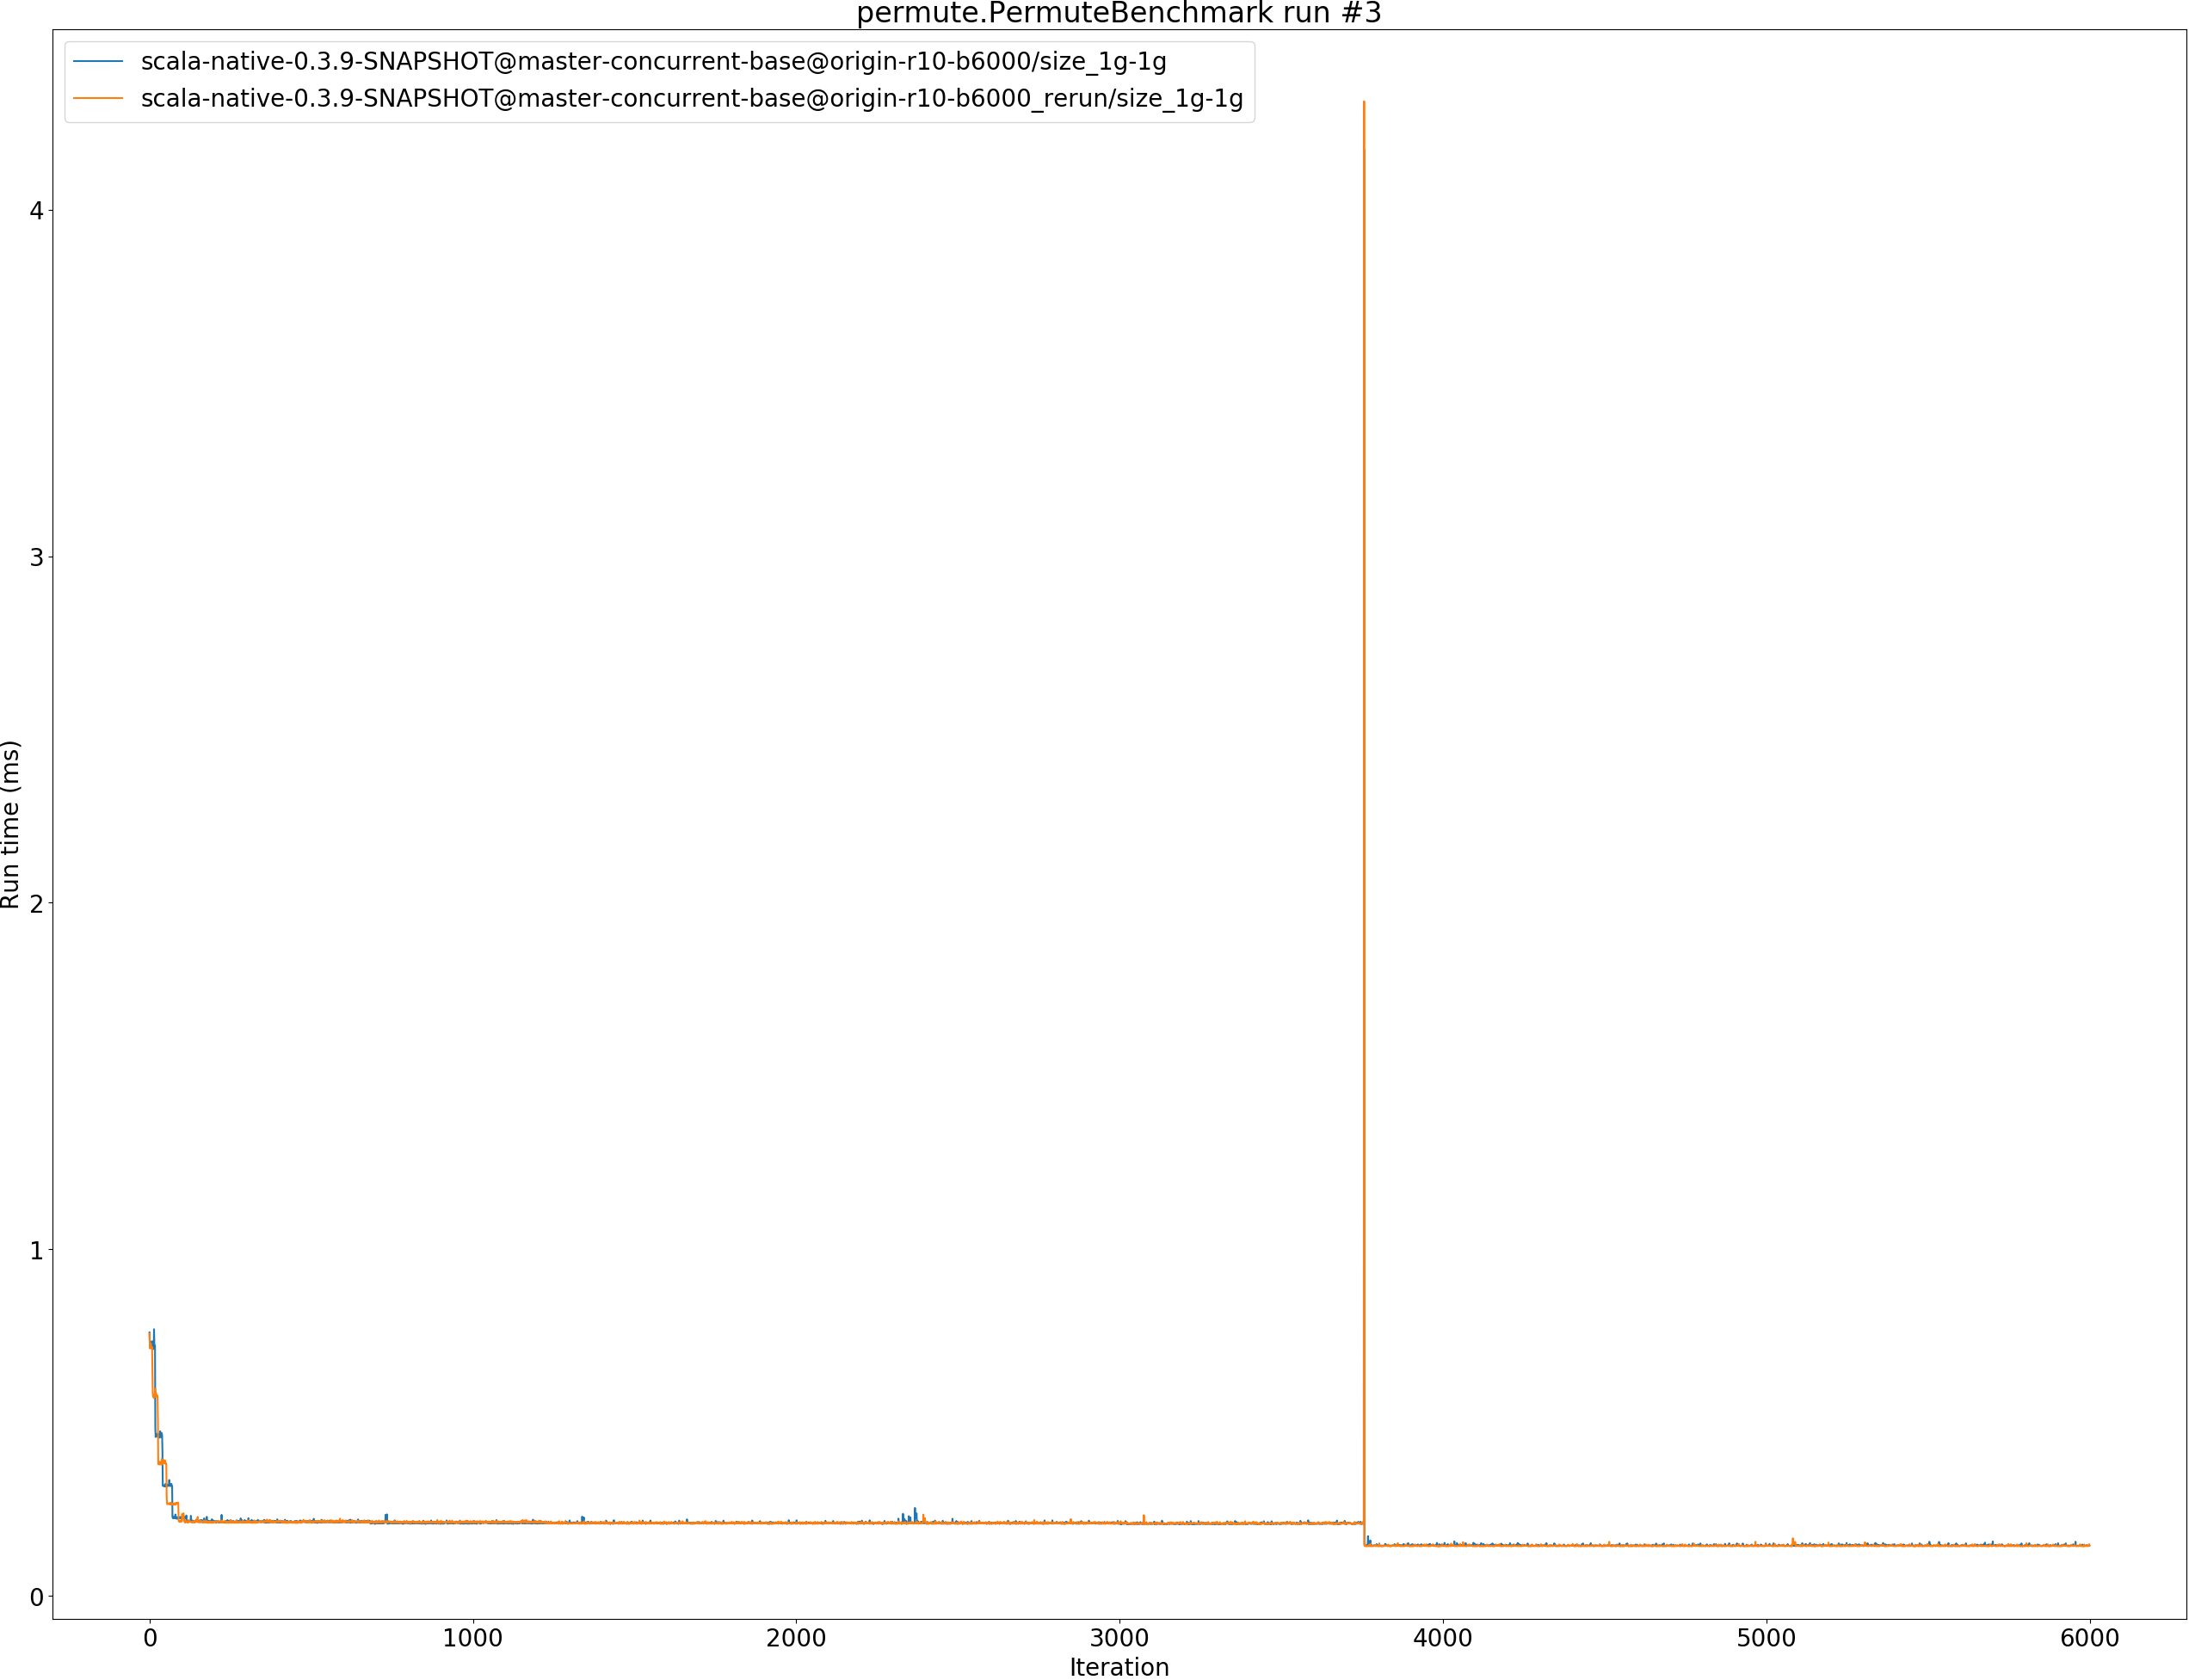 permute.PermuteBenchmark run #3
scala-native-0.3.9-SNAPSHOT@master-concurrent-base@origin-r10-b6000/size_1g-1g
scala-native-0.3.9-SNAPSHOT@master-concurrent-base@origin-r10-b6000_rerun/size_1g-1g
4
3
2
1
0
Run time (ms)
0 1000 2000 3000 4000 5000 6000
Iteration